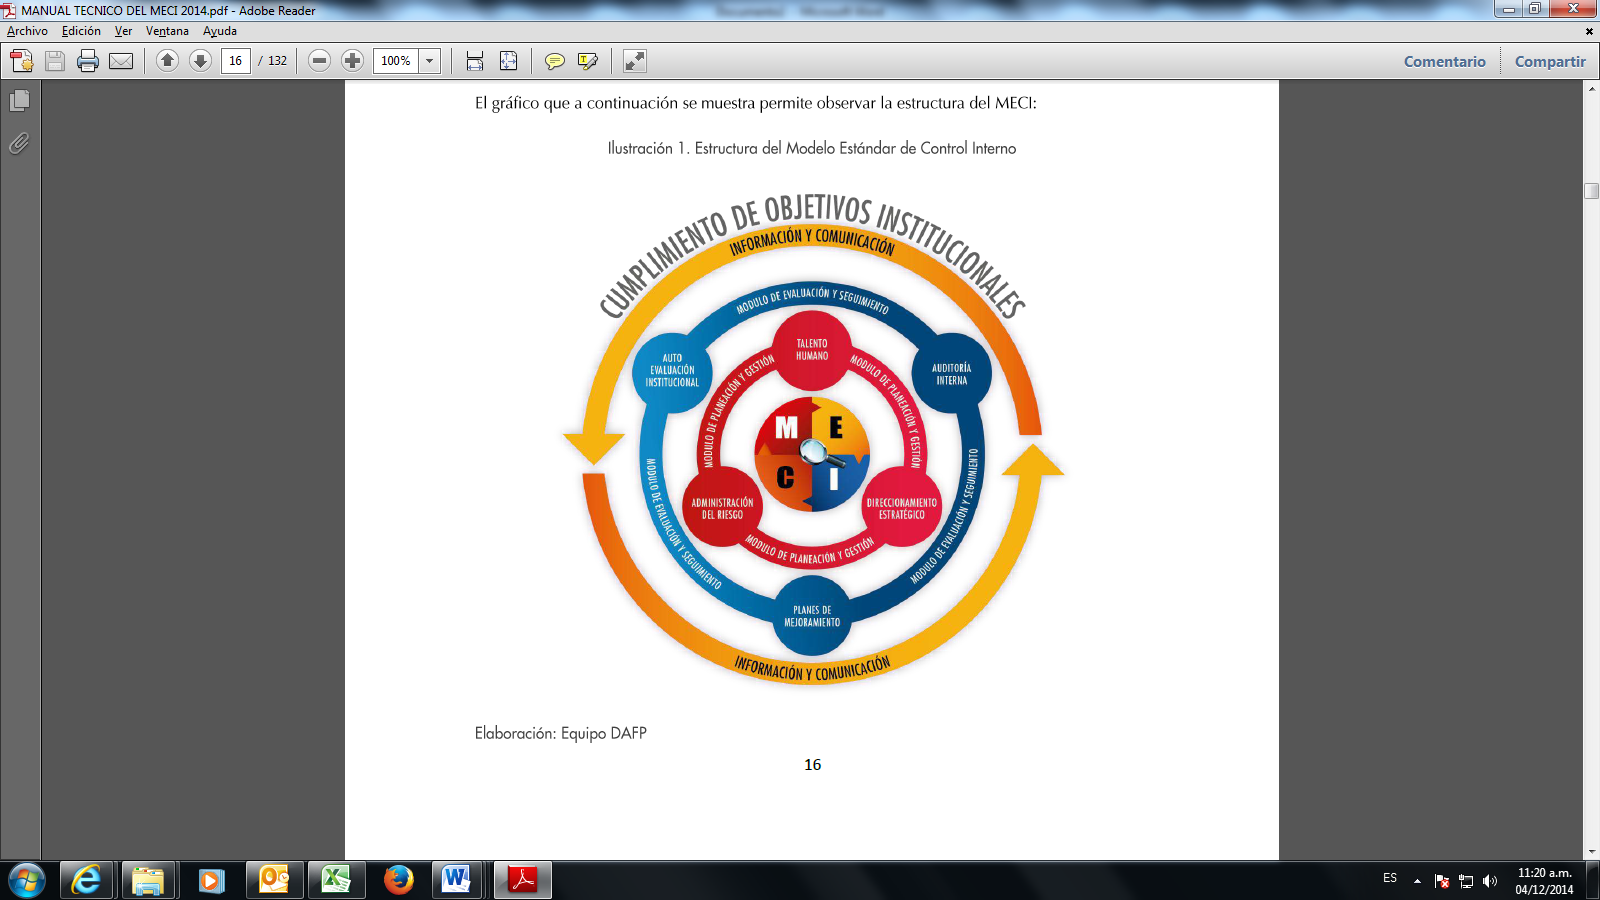 MANUAL TECNICO DEL MECI 2014.pdf - Adobe Reader
Archivo Edición Ver Ventana Ayuda
16 / 132 100% Comentario Compartir
El gráfico que a continuación se muestra permite observar la estructura del MECI:
Ilustración 1. Estructura del Modelo Estándar de Control Interno
CUMPLIMIENTO DE OBJETIVOS INSTITUCIONALES
INFORMACIÓN Y COMUNICACIÓN
MODULO DE EVALUACIÓN Y SEGUIMIENTO
TALENTO
HUMANO
AUTO
EVALUACIÓN
INSTITUCIONAL
AUDITORÍA
INTERNA
MODULO DE PLANEACIÓN Y GESTIÓN
MODULO DE PLANEACIÓN Y GESTIÓN
M E
C I
MODULO DE EVALUACIÓN Y SEGUIMIENTO
MODULO DE EVALUACIÓN Y SEGUIMIENTO
ADMINISTRACIÓN
DEL RIESGO
DIRECCIONAMIENTO
ESTRATÉGICO
MODULO DE PLANEACIÓN Y GESTIÓN
PLANES DE
MEJORAMIENTO
INFORMACIÓN Y COMUNICACIÓN
Elaboración: Equipo DAFP
16
ES
11:20 a.m.
04/12/2014